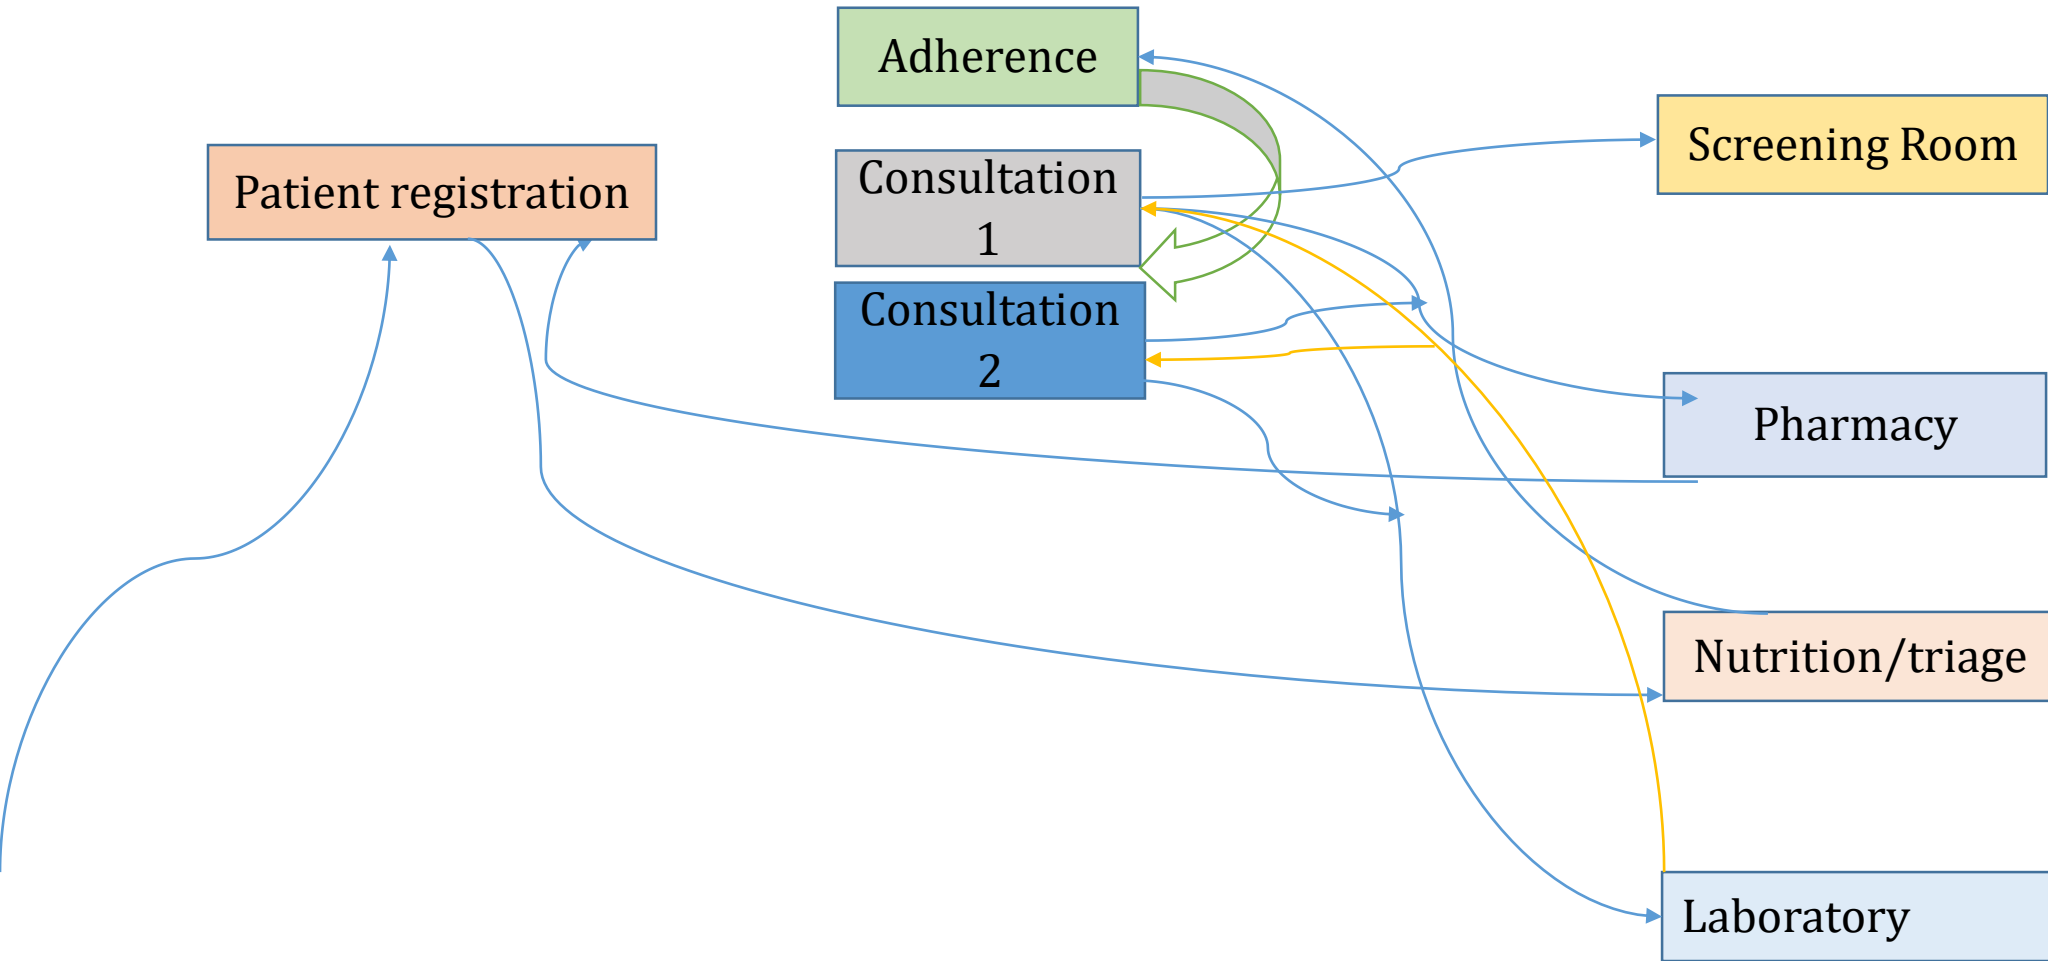 Adherence
Screening Room
Patient registration
Consultation
1
Consultation
2
Pharmacy
Nutrition/triage
Laboratory